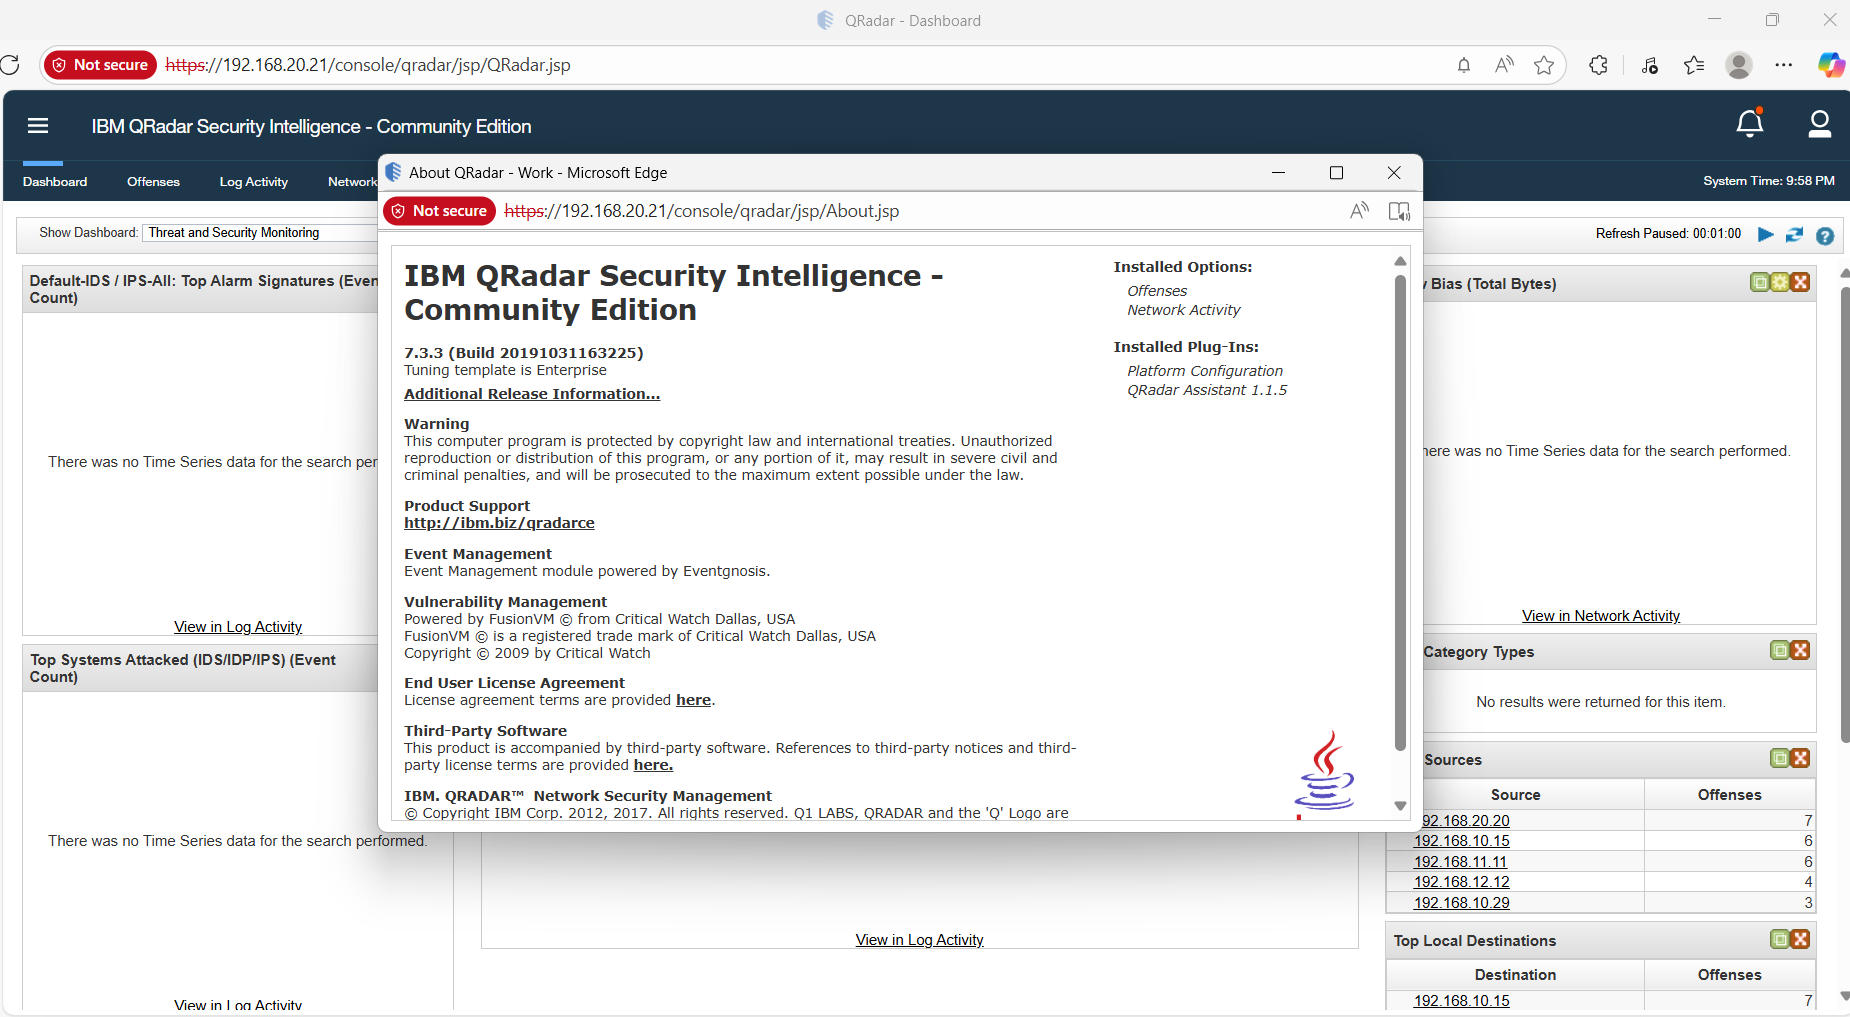 QRadar - Dashboard
Not secure
https://192.168.20.21/console/qradar/jsp/QRadar.jsp
IBM QRadar Security Intelligence - Community Edition
Dashboard
Offenses
Log Activity
Network
System Time: 9:58 PM
Show Dashboard:
Threat and Security Monitoring
Refresh Paused: 00:01:00
Default-IDS / IPS-All: Top Alarm Signatures (Even
Count)
There was no Time Series data for the search per
View in Log Activity
Top Systems Attacked (IDS/IDP/IPS) (Event
Count)
There was no Time Series data for the search performed.
View in Log Activity
About QRadar - Work - Microsoft Edge
Not secure
https://192.168.20.21/console/qradar/jsp/About.jsp
IBM QRadar Security Intelligence -
Community Edition
7.3.3 (Build 20191031163225)
Tuning template is Enterprise
Additional Release Information...
Warning
This computer program is protected by copyright law and international treaties. Unauthorized
reproduction or distribution of this program, or any portion of it, may result in severe civil and
criminal penalties, and will be prosecuted to the maximum extent possible under the law.
Product Support
http://ibm.biz/qradarce
Event Management
Event Management module powered by Eventgnosis.
Vulnerability Management
Powered by FusionVM © from Critical Watch Dallas, USA
FusionVM © is a registered trade mark of Critical Watch Dallas, USA
Copyright © 2009 by Critical Watch
End User License Agreement
License agreement terms are provided here.
Third-Party Software
This product is accompanied by third-party software. References to third-party notices and third-
party license terms are provided here.
IBM. QRADAR™ Network Security Management
© Copyright IBM Corp. 2012, 2017. All rights reserved. Q1 LABS, QRADAR and the 'Q' Logo are
Installed Options:
Offenses
Network Activity
Installed Plug-Ins:
Platform Configuration
QRadar Assistant 1.1.5
View in Log Activity
Bias (Total Bytes)
here was no Time Series data for the search performed.
View in Network Activity
Category Types
No results were returned for this item.
Sources
Source
Offenses
92.168.20.20
7
192.168.10.15
6
192.168.11.11
6
192.168.12.12
4
192.168.10.29
3
Top Local Destinations
Destination
Offenses
192.168.10.15
7